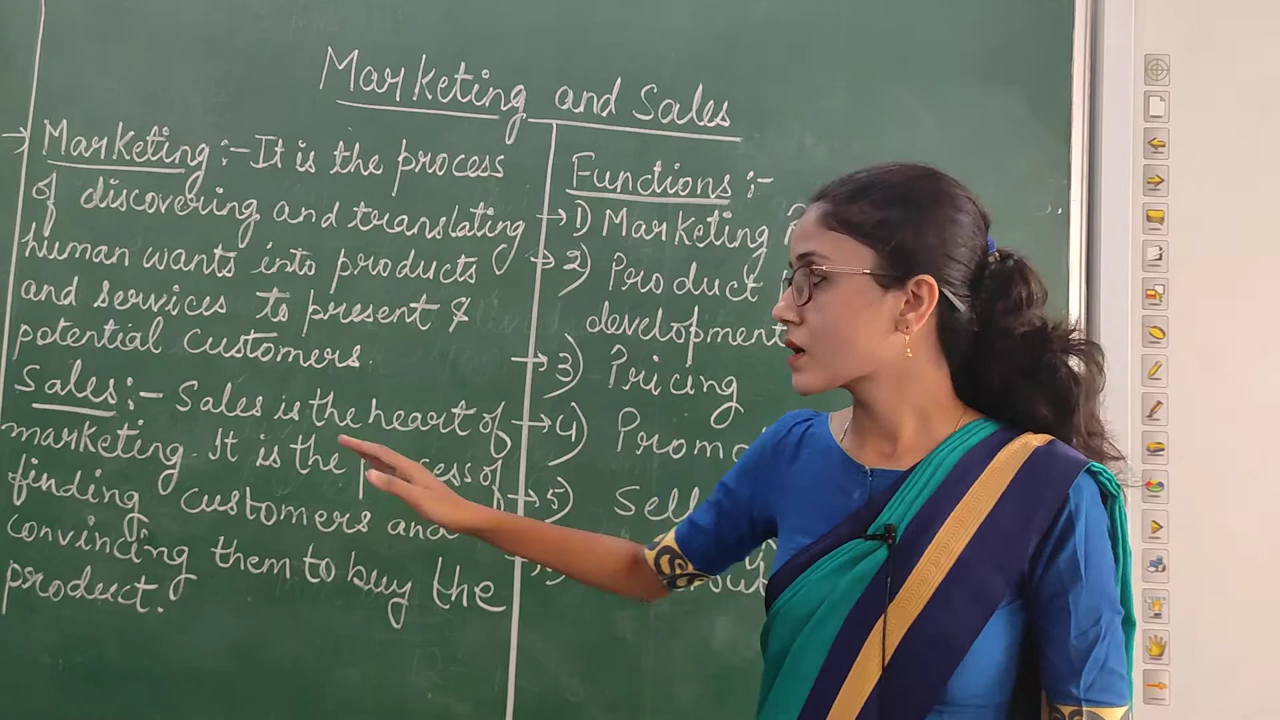 Marketing and Sales
→ Marketing :- It is the process
of discovering and translating
human wants into products
and services to present &
potential customers.
Sales :- Sales is the heart of
marketing. It is the process of
finding customers and
convincing them to buy the
product.
Functions :-
→ 1) Marketing
→ 2) Product
development
→ 3) Pricing
→ 4)
→ 5)